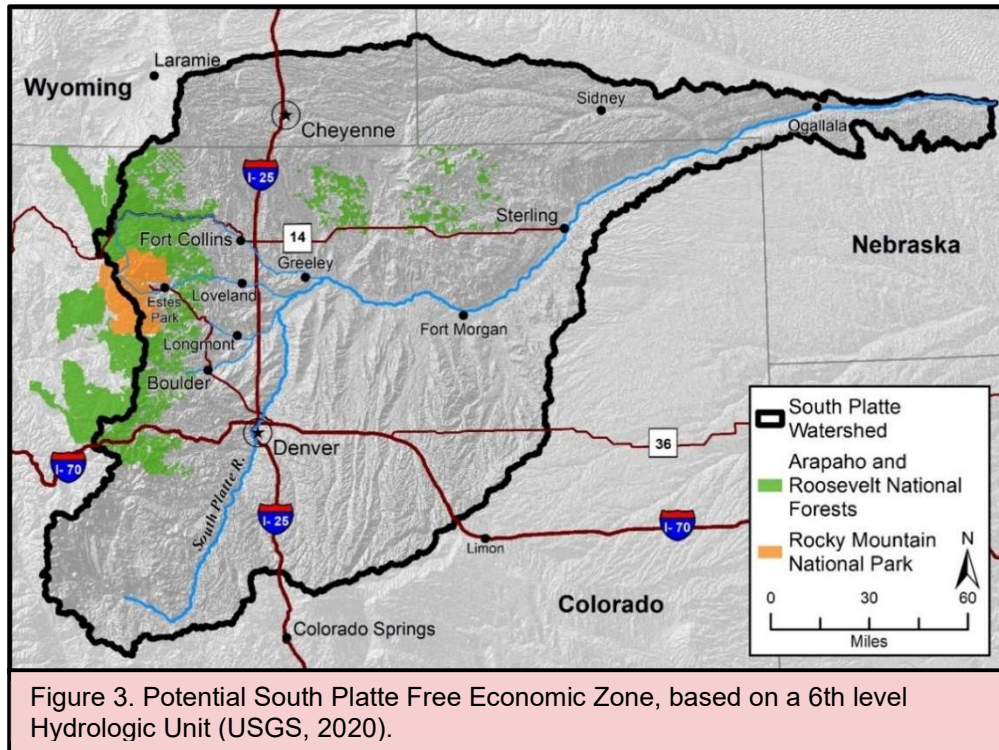 Laramie
Wyoming
Sidney
Cheyenne
Ogallala
I-25
Sterling
Fort Collins
14
Greeley
Nebraska
Loveland
Estes
Park
Fort Morgan
Longmont
Boulder
South Platte
Watershed
Denver
36
Arapaho and
Roosevelt National
Forests
I-70
South Platte R.
I-25
I-70
Rocky Mountain
National Park
N
Limon
Colorado
0 30 60
Miles
Colorado Springs
Figure 3. Potential South Platte Free Economic Zone, based on a 6th level
Hydrologic Unit (USGS, 2020).